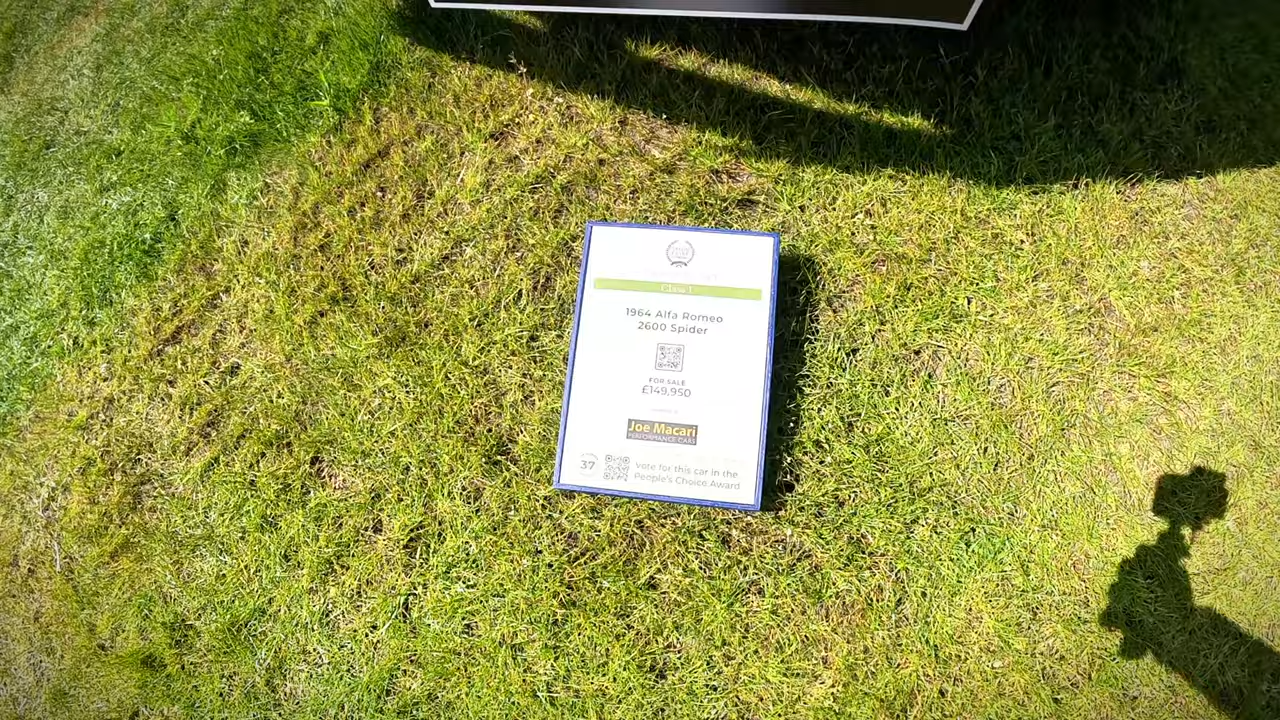 Class L
1964 Alfa Romeo
2600 Spider
FOR SALE
£149,950
Joe Macari
PERFORMANCE CARS
37
Vote for this car in the
People's Choice Award